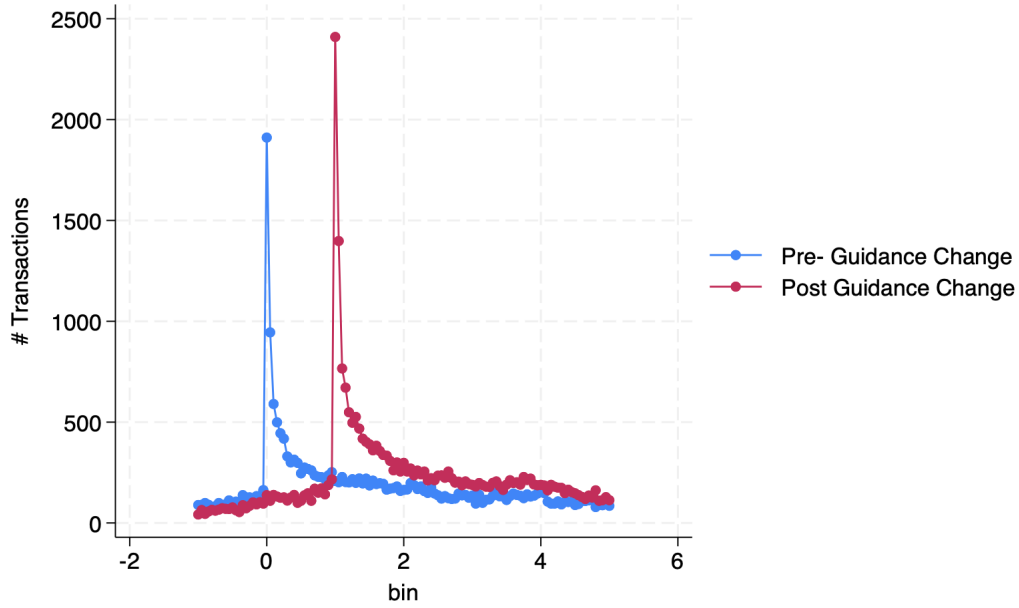 2500
2000
1500
1000
500
0
# Transactions
-2
0
2
4
6
bin
Pre- Guidance Change
Post Guidance Change